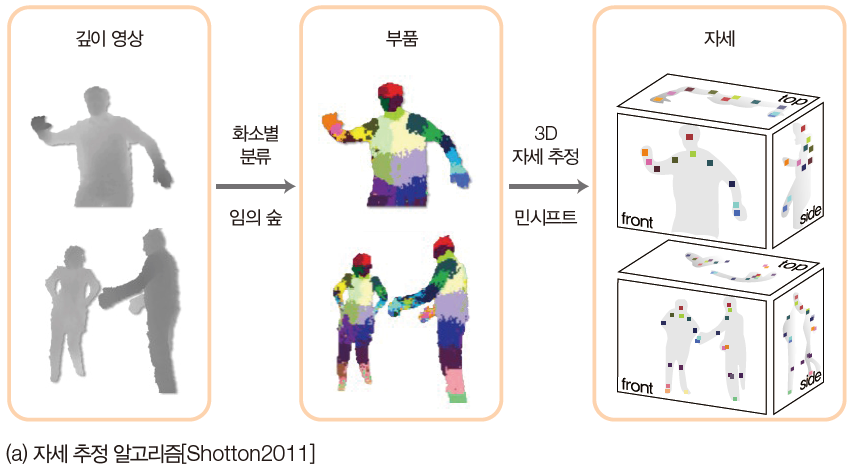 깊이 영상
부품
자세
화소별
분류
임의 숲
3D
자세 추정
민시프트
top
front
side
top
front
side
(a) 자세 추정 알고리즘[Shotton2011]